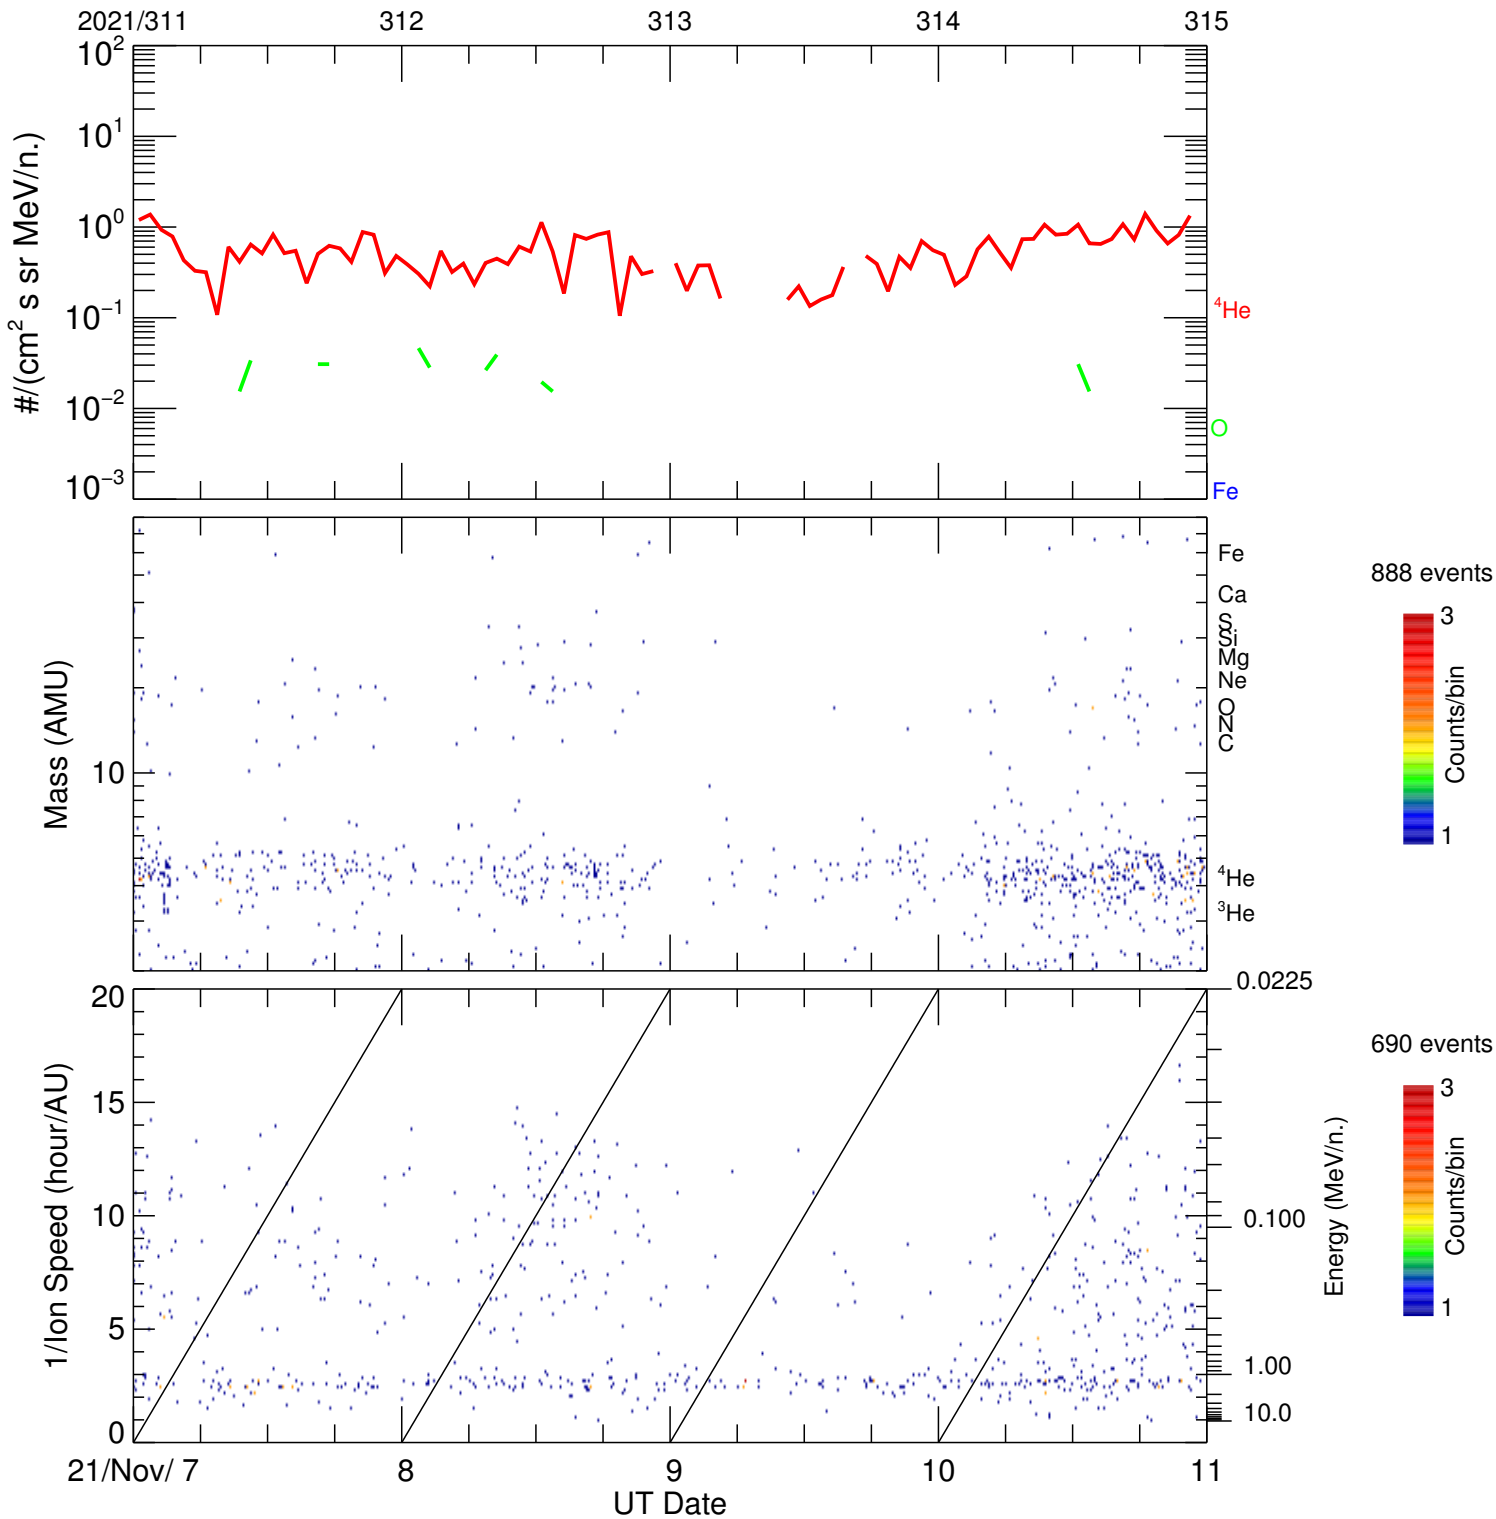 2021/311 312 313 314 315
10² 10¹ 10⁰ 10⁻¹ 10⁻² 10⁻³
#/(cm² s sr MeV/n.)
⁴He
O
Fe
Mass (AMU)
10
Fe
Ca
S
Si
Mg
Ne
O
N
C
⁴He
³He
888 events
3
Counts/bin
1
1/Ion Speed (hour/AU)
20
15
10
5
0
0.0225
0.100
1.00
10.0
Energy (MeV/n.)
690 events
3
Counts/bin
1
21/Nov/ 7 8 9 10 11
UT Date